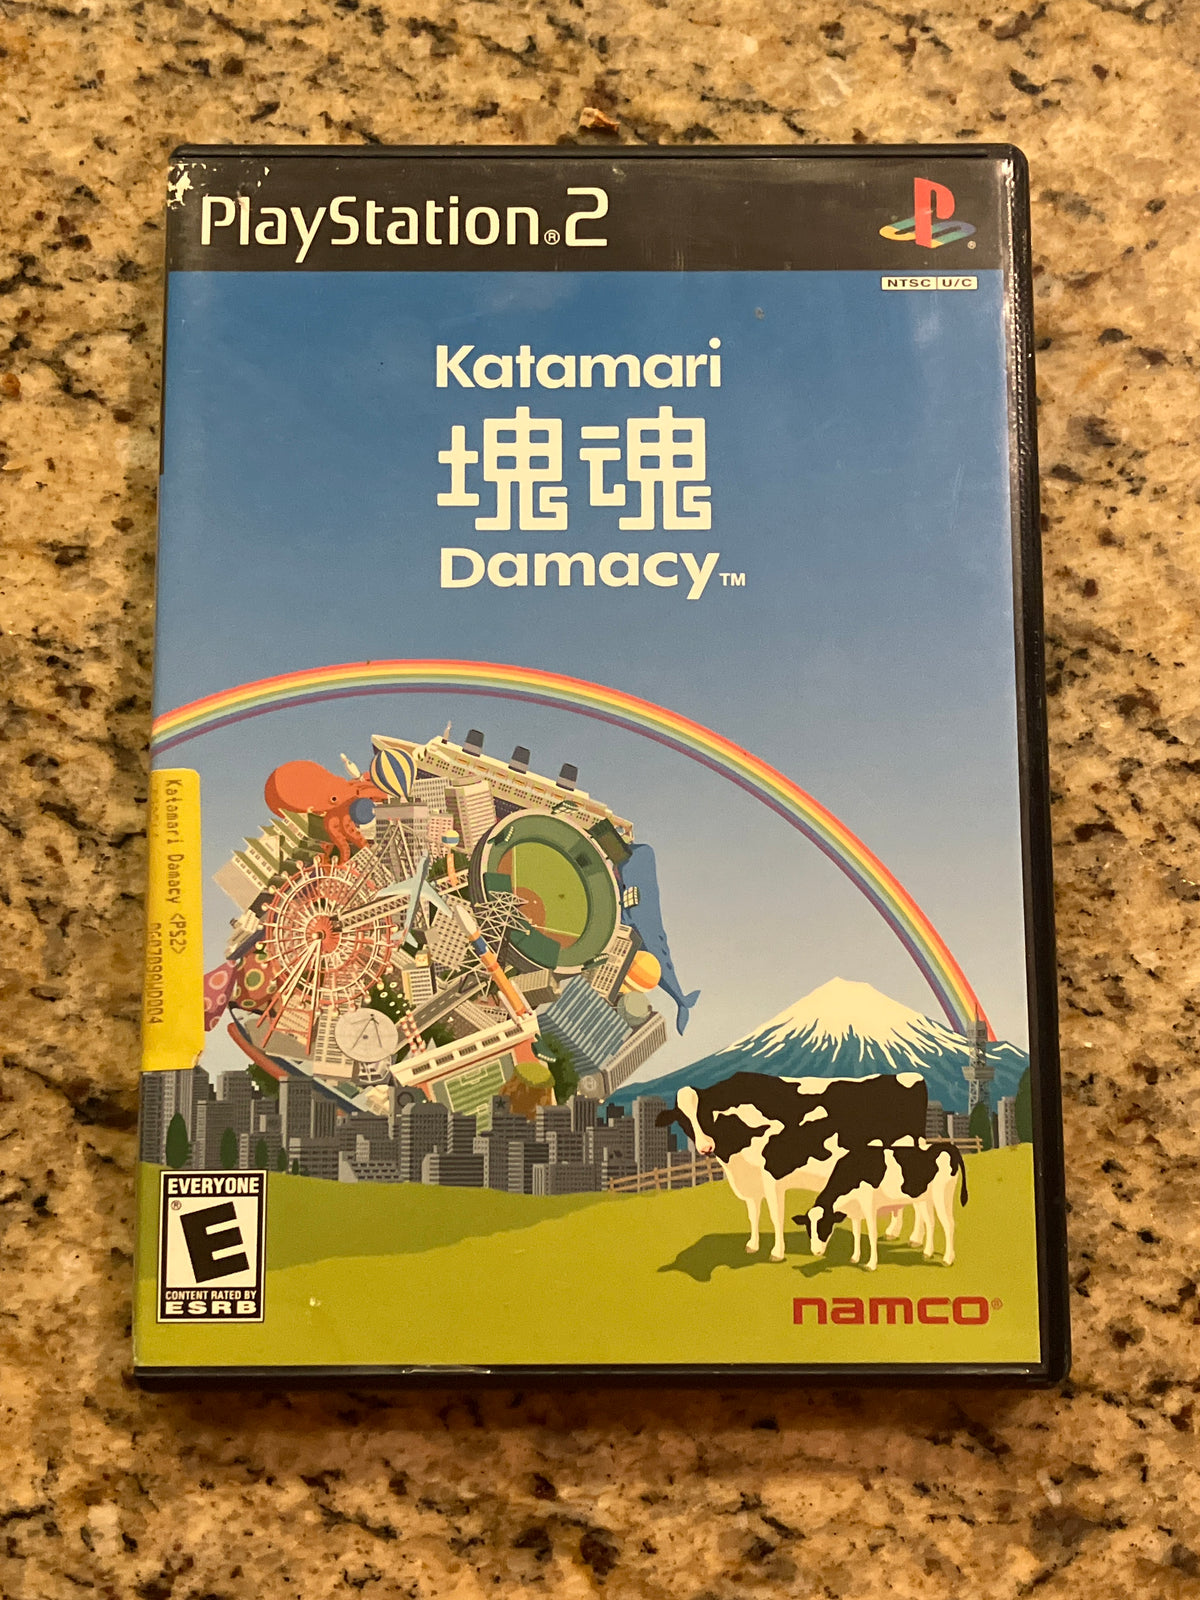 PlayStation®2
NTSC U/C
Katamari
塊魂
Damacy™
Katamari Damacy <PS2>
EVERYONE
E®
CONTENT RATED BY
ESRB
namco®